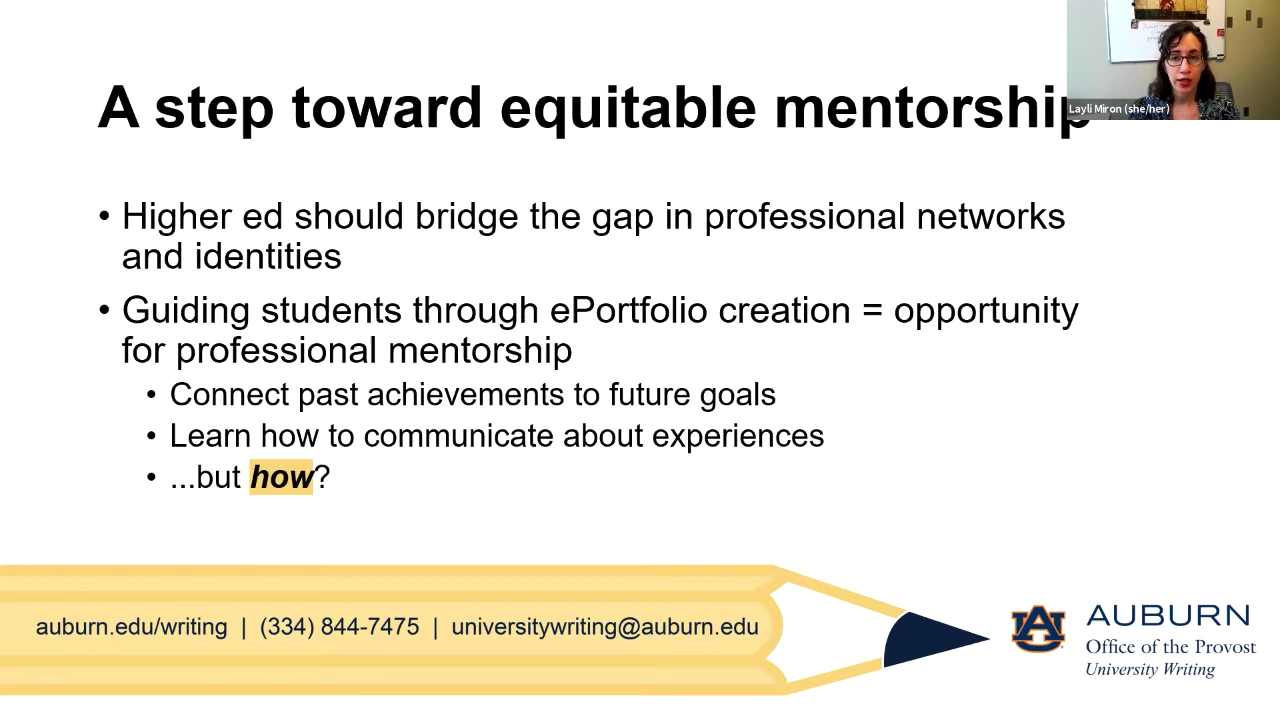 A step toward equitable mentorship
Layli Miron (she/her)
• Higher ed should bridge the gap in professional networks
and identities
• Guiding students through ePortfolio creation = opportunity
for professional mentorship
• Connect past achievements to future goals
• Learn how to communicate about experiences
• ...but how?
auburn.edu/writing | (334) 844-7475 | universitywriting@auburn.edu
AU
AUBURN
Office of the Provost
University Writing